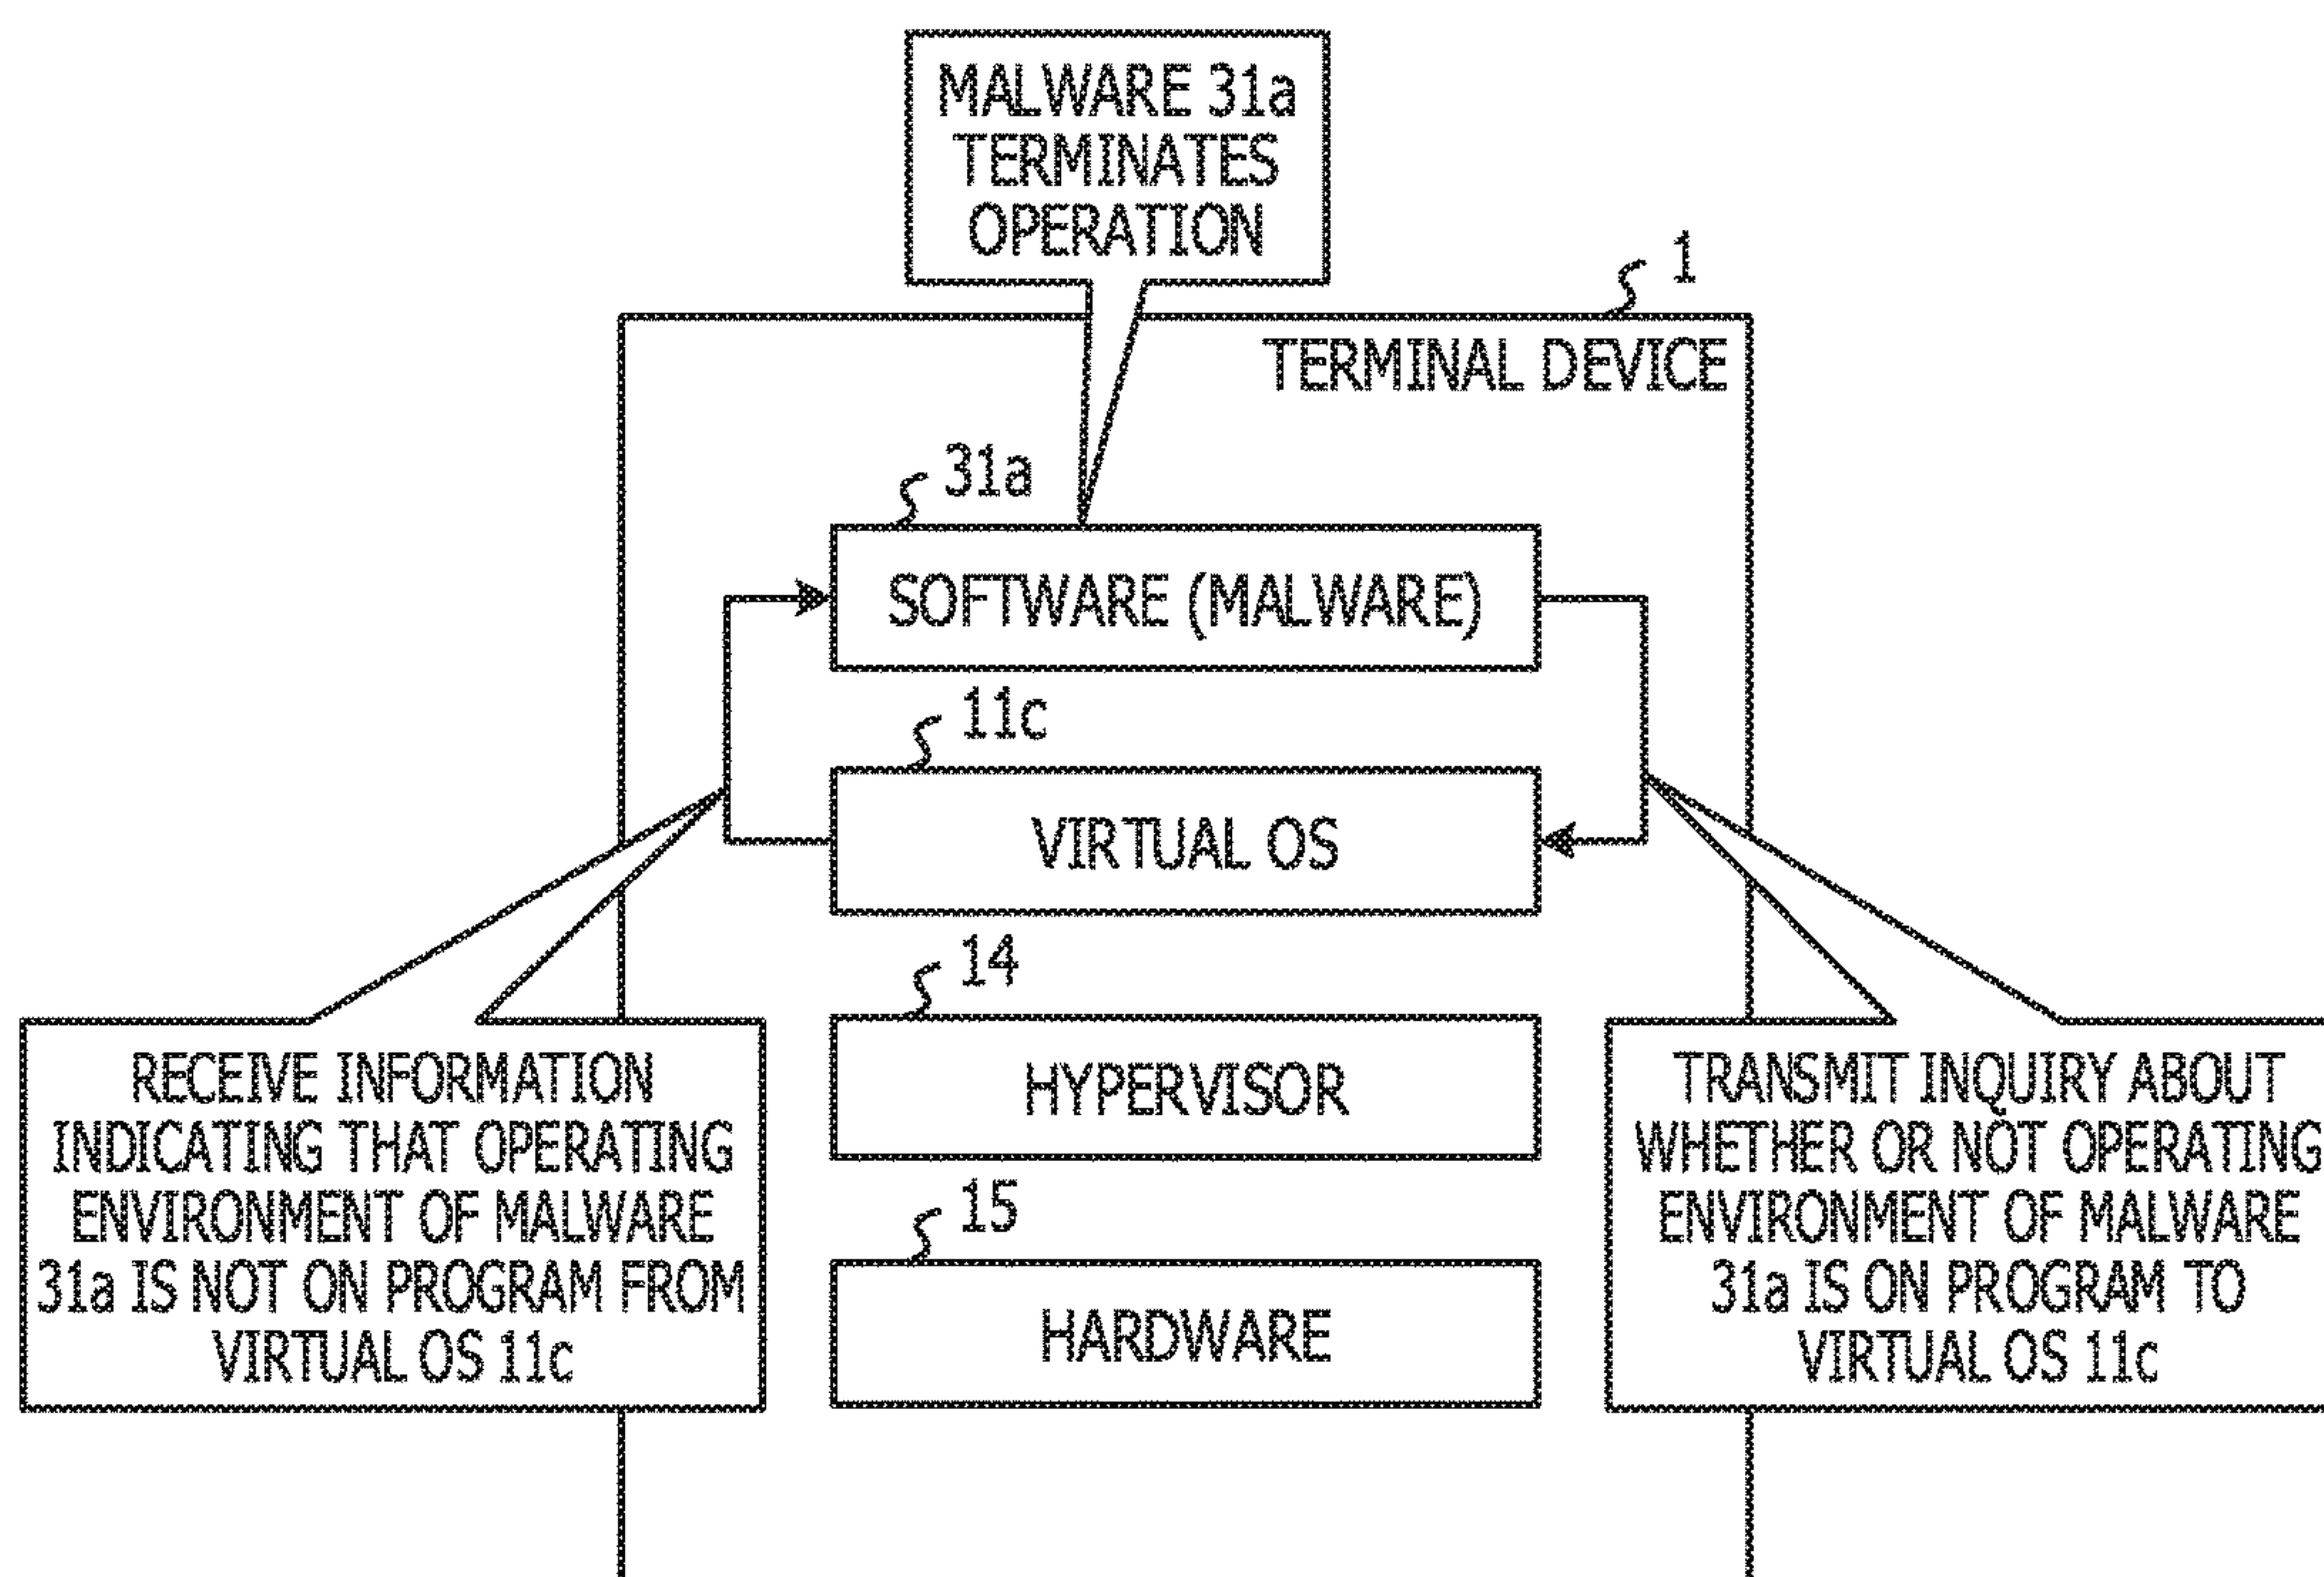 MALWARE 31a
TERMINATES
OPERATION
1
TERMINAL DEVICE
31a
SOFTWARE (MALWARE)
11c
VIRTUAL OS
14
HYPERVISOR
15
HARDWARE
RECEIVE INFORMATION
INDICATING THAT OPERATING
ENVIRONMENT OF MALWARE
31a IS NOT ON PROGRAM FROM
VIRTUAL OS 11c
TRANSMIT INQUIRY ABOUT
WHETHER OR NOT OPERATING
ENVIRONMENT OF MALWARE
31a IS ON PROGRAM TO
VIRTUAL OS 11c